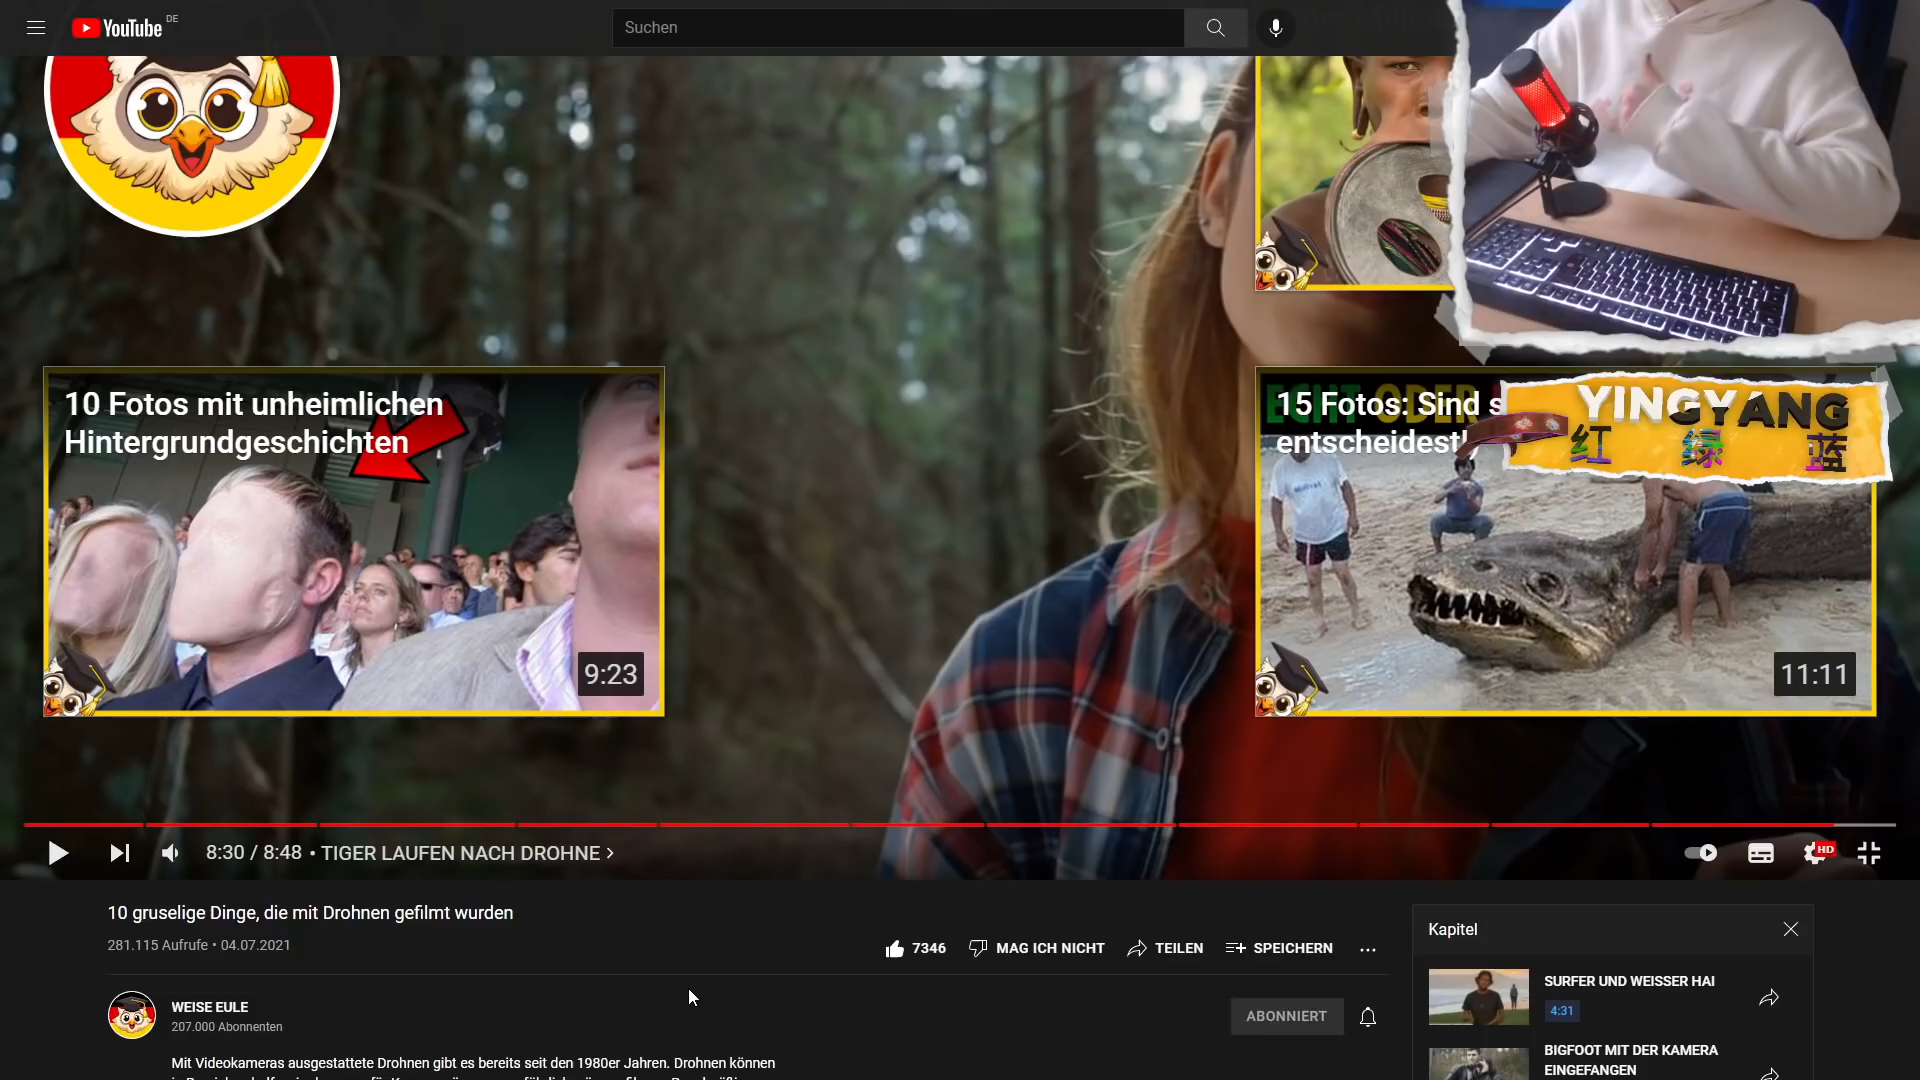 YouTube DE
Suchen
10 Fotos mit unheimlichen
Hintergrundgeschichten
9:23
ECHT ODER
15 Fotos: Sind s
entscheidest!
YINGYANG
红 绿 蓝
11:11
8:30 / 8:48 • TIGER LAUFEN NACH DROHNE
HD
10 gruselige Dinge, die mit Drohnen gefilmt wurden
281.115 Aufrufe • 04.07.2021
7346 MAG ICH NICHT TEILEN SPEICHERN
WEISE EULE
207.000 Abonnenten
ABONNIERT
Mit Videokameras ausgestattete Drohnen gibt es bereits seit den 1980er Jahren. Drohnen können
Kapitel
SURFER UND WEISSER HAI
4:31
BIGFOOT MIT DER KAMERA
EINGEFANGEN